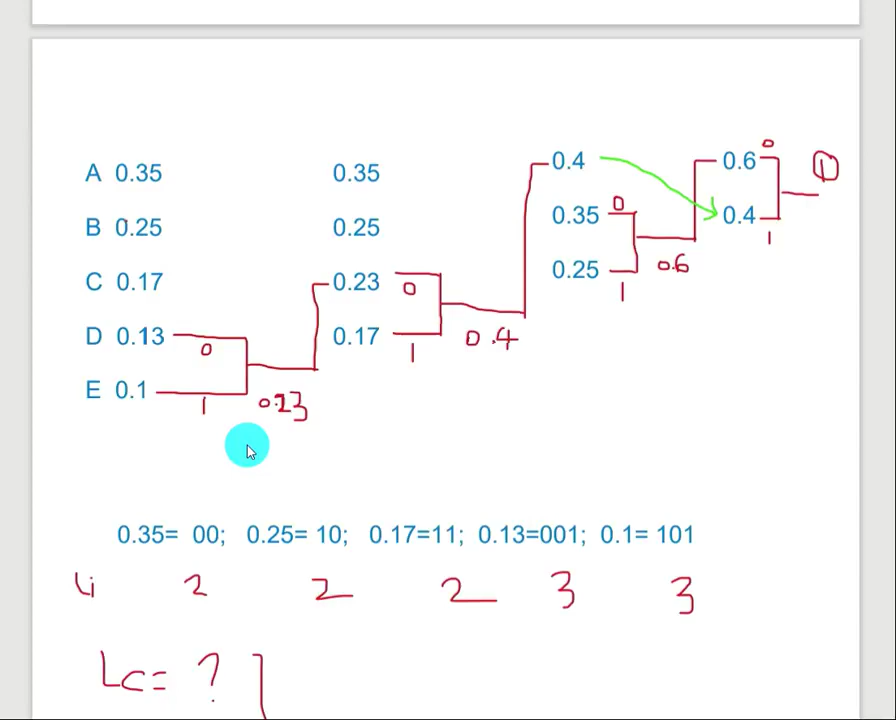 A 0.35 0.35 0.4 0.6 0 1
B 0.25 0.25 0.35 0 0.4 1
C 0.17 0.23 0 0.25 1 0.6
D 0.13 0 0.17 1 0.4
E 0.1 1 0.23
0.35= 00; 0.25= 10; 0.17=11; 0.13=001; 0.1= 101
Li 2 2 2 3 3
Lc= ?